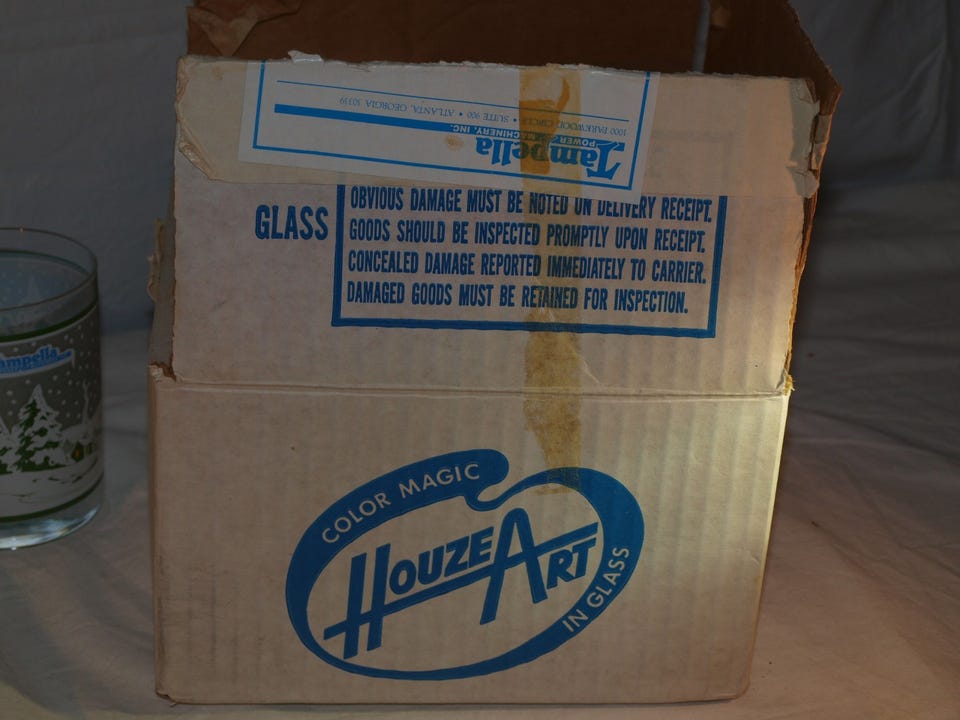 1000 PARKWOOD CIRCLE • SUITE 900 • ATLANTA, GEORGIA 30339
Tampella
POWER MACHINERY, INC.
GLASS
OBVIOUS DAMAGE MUST BE NOTED ON DELIVERY RECEIPT.
GOODS SHOULD BE INSPECTED PROMPTLY UPON RECEIPT.
CONCEALED DAMAGE REPORTED IMMEDIATELY TO CARRIER.
DAMAGED GOODS MUST BE RETAINED FOR INSPECTION.
ampella
COLOR MAGIC
HOUZE ART
IN GLASS